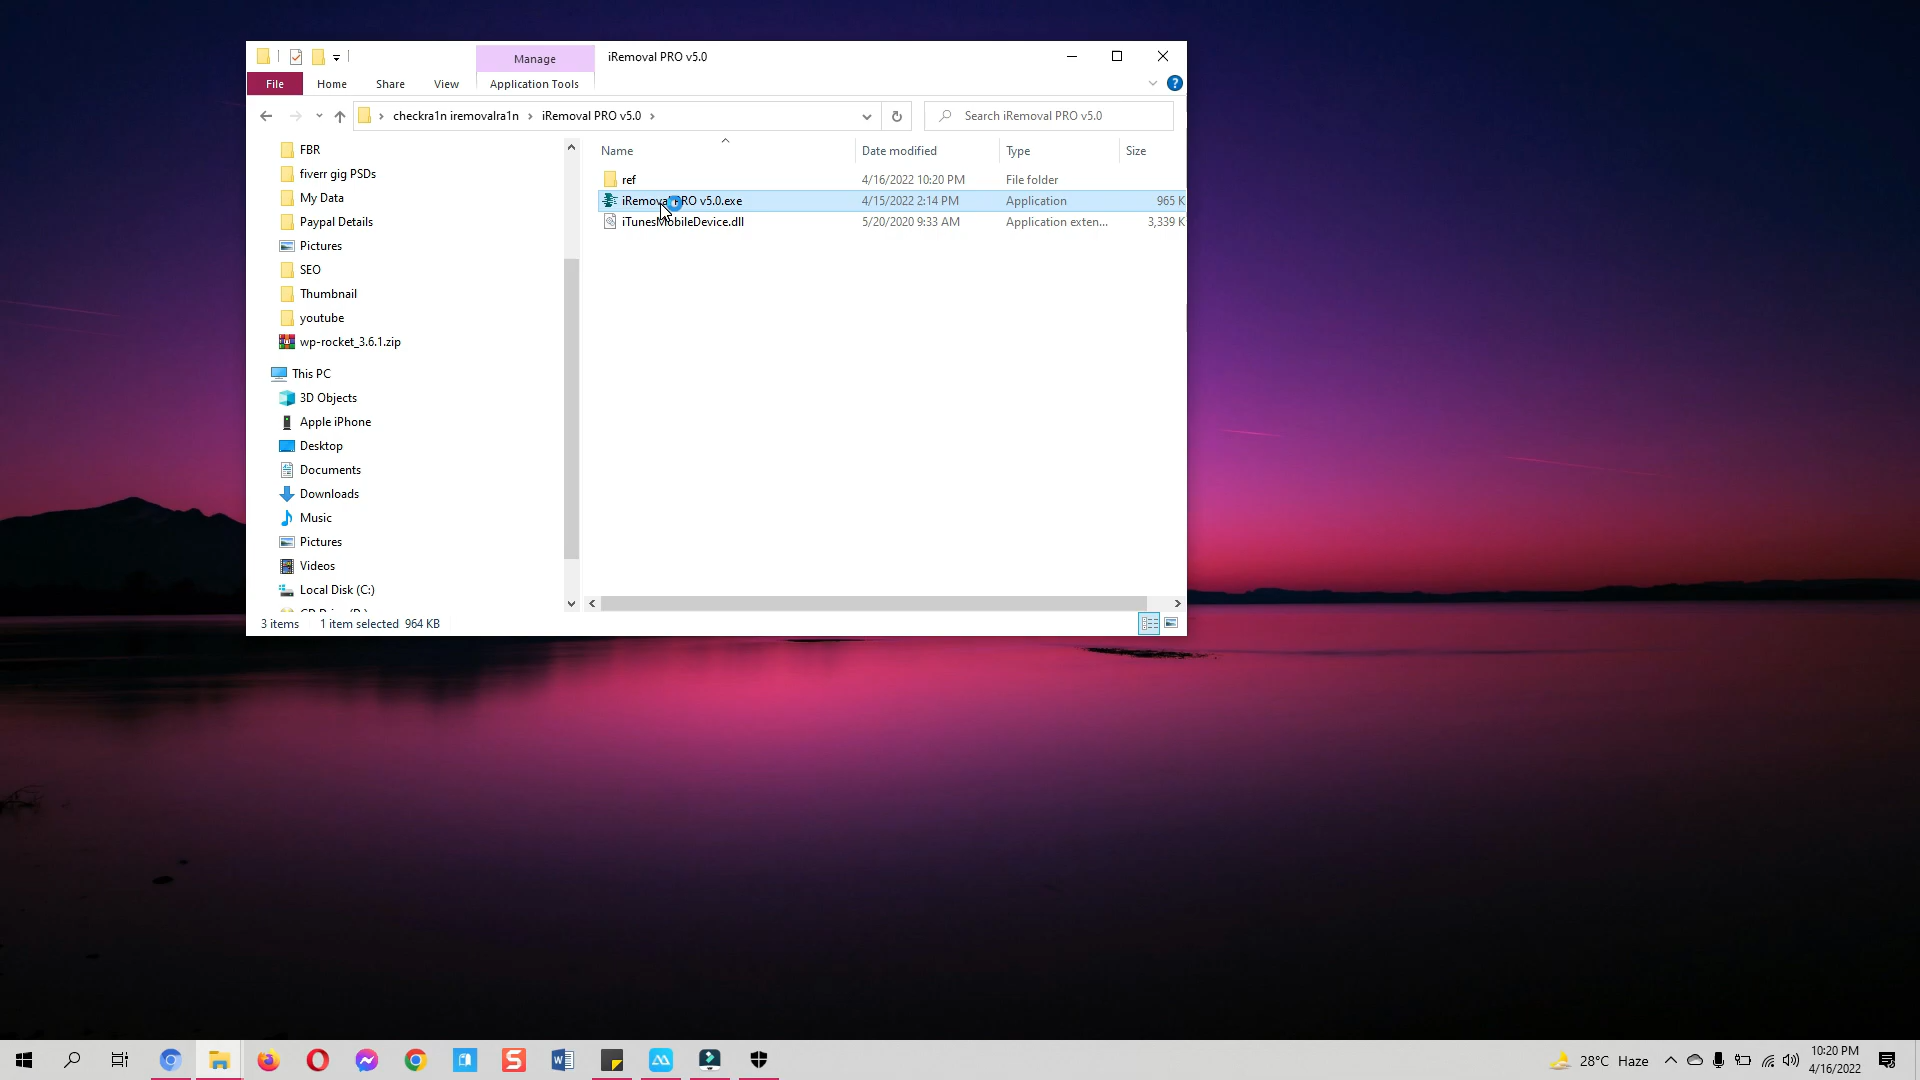 Manage
iRemoval PRO v5.0
File
Home
Share
View
Application Tools
checkra1n iremovalra1n
iRemoval PRO v5.0
Search iRemoval PRO v5.0
Name
Date modified
Type
Size
FBR
fiverr gig PSDs
My Data
Paypal Details
Pictures
SEO
Thumbnail
youtube
wp-rocket_3.6.1.zip
This PC
3D Objects
Apple iPhone
Desktop
Documents
Downloads
Music
Pictures
Videos
Local Disk (C:)
ref 4/16/2022 10:20 PM File folder
PRO v5.0.exe 4/15/2022 2:14 PM Application 965 K
iTunesMobileDevice.dll 5/20/2020 9:33 AM Application exten... 3,339 K
3 items 1 item selected 964 KB
28°C Haze
10:20 PM
4/16/2022